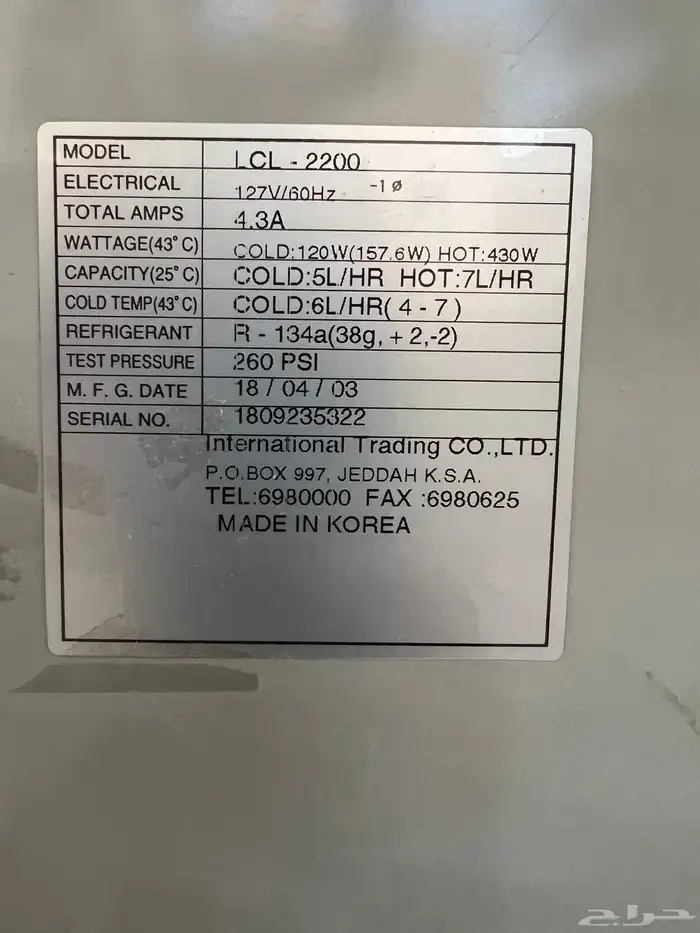 MODEL LCL - 2200
ELECTRICAL 127V/60Hz -1ø
TOTAL AMPS 4.3A
WATTAGE(43°C) COLD:120W(157.6W) HOT:430W
CAPACITY(25°C) COLD:5L/HR HOT:7L/HR
COLD TEMP(43°C) COLD:6L/HR( 4 - 7 )
REFRIGERANT R - 134a(38g, + 2,-2)
TEST PRESSURE 260 PSI
M. F. G. DATE 18 / 04 / 03
SERIAL NO. 1809235322
International Trading CO.,LTD.
P.O.BOX 997, JEDDAH K.S.A.
TEL:6980000 FAX :6980625
MADE IN KOREA
حراج